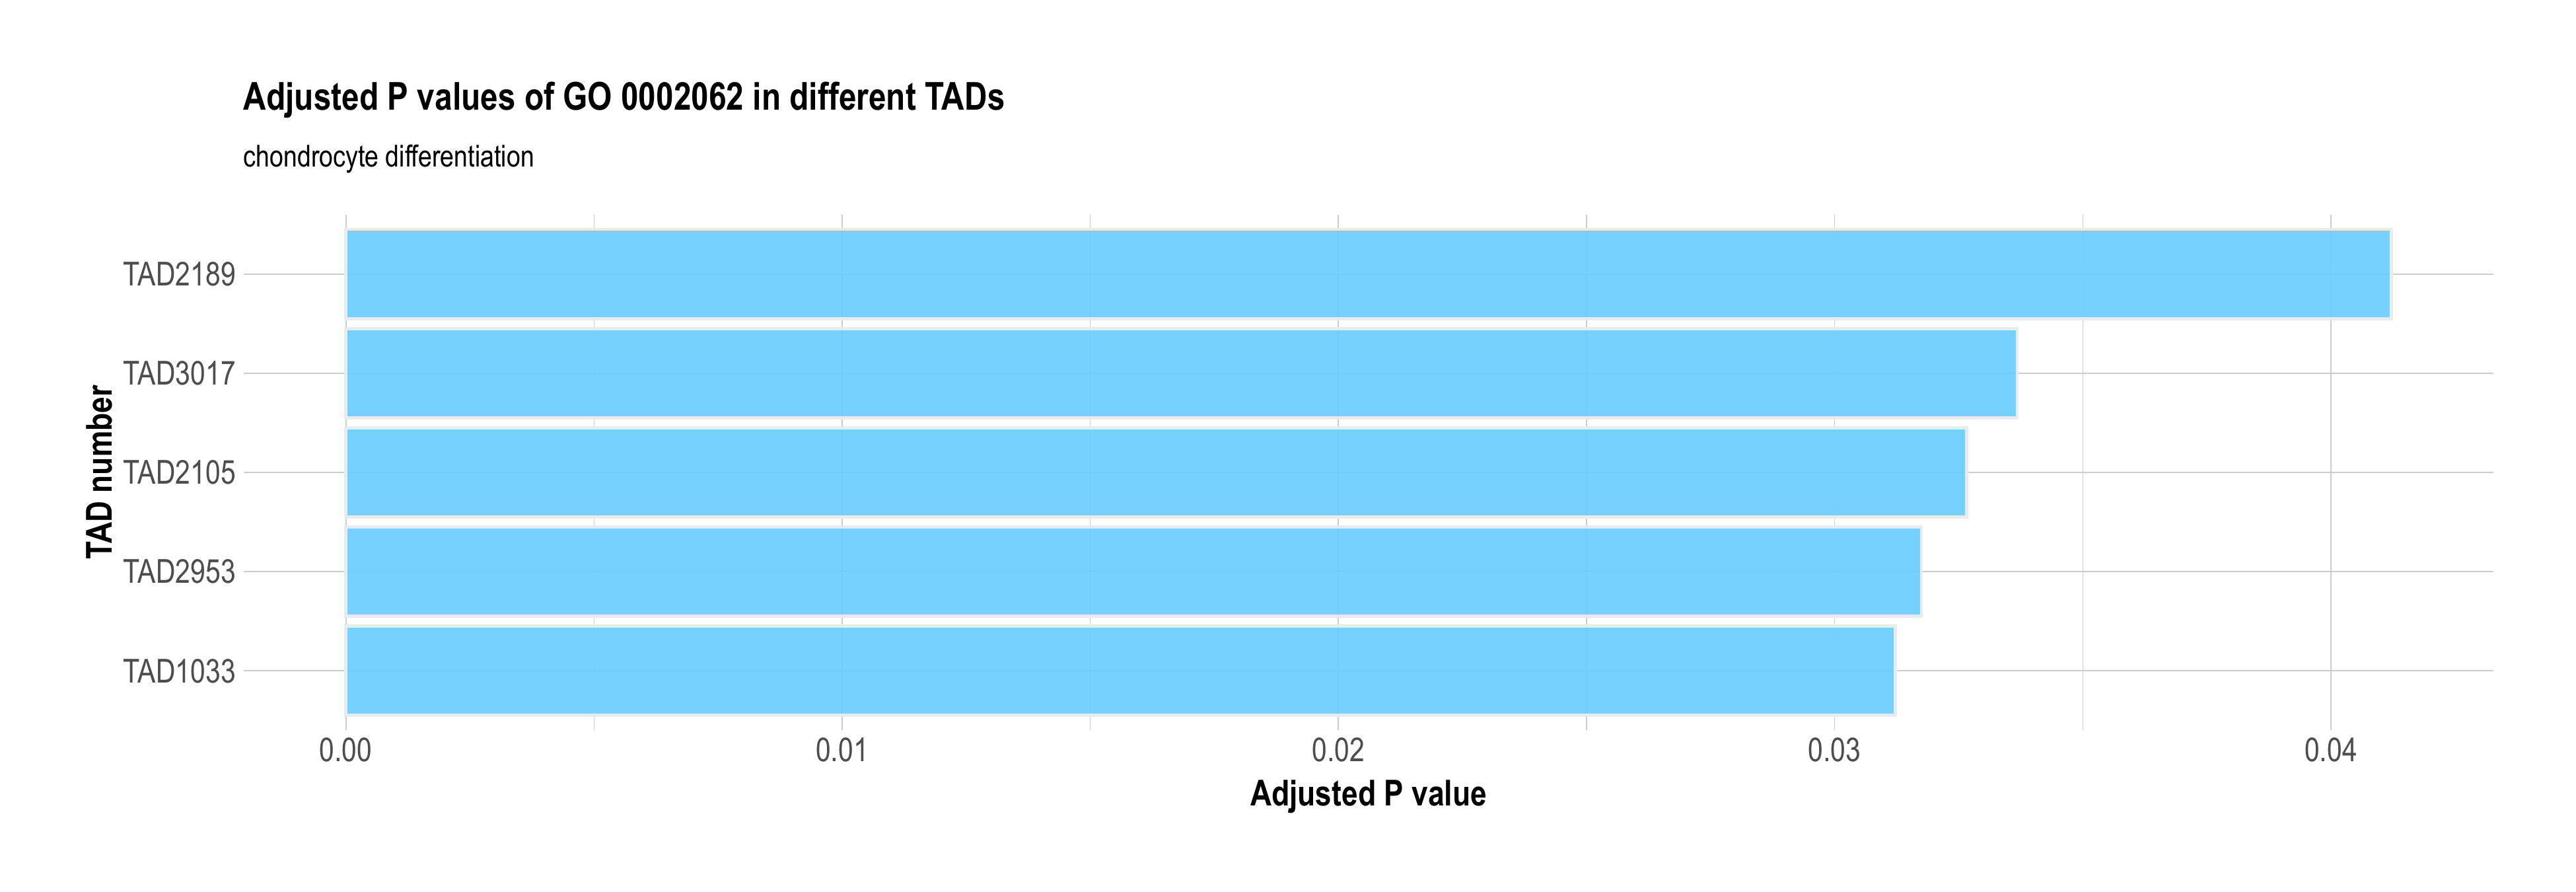 Adjusted P values of GO 0002062 in different TADs
chondrocyte differentiation
TAD number
TAD2189
TAD3017
TAD2105
TAD2953
TAD1033
0.00 0.01 0.02 0.03 0.04
Adjusted P value